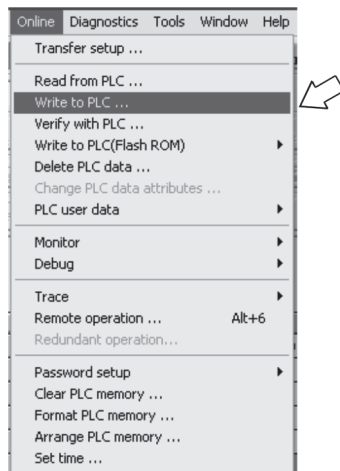 Online Diagnostics Tools Window Help
Transfer setup ...
Read from PLC ...
Write to PLC ...
Verify with PLC ...
Write to PLC(Flash ROM)
Delete PLC data ...
Change PLC data attributes ...
PLC user data
Monitor
Debug
Trace
Remote operation ... Alt+6
Redundant operation...
Password setup
Clear PLC memory ...
Format PLC memory ...
Arrange PLC memory ...
Set time ...